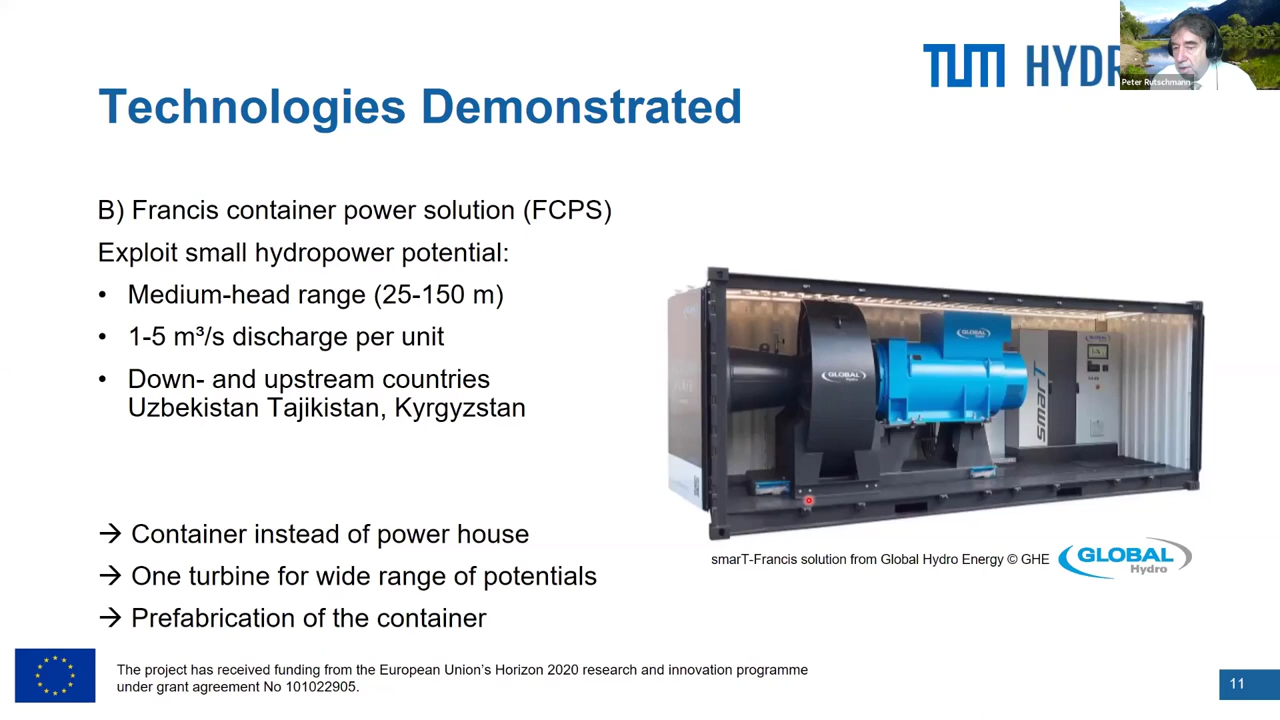 TUM HYDR
Peter Rutschmann
Technologies Demonstrated
B) Francis container power solution (FCPS)
Exploit small hydropower potential:
• Medium-head range (25-150 m)
• 1-5 m³/s discharge per unit
• Down- and upstream countries
Uzbekistan Tajikistan, Kyrgyzstan
GLOBAL
Hydro
GLOBAL
smarT
→ Container instead of power house
→ One turbine for wide range of potentials
→ Prefabrication of the container
smarT-Francis solution from Global Hydro Energy © GHE
GLOBAL
Hydro
The project has received funding from the European Union's Horizon 2020 research and innovation programme
under grant agreement No 101022905.
11